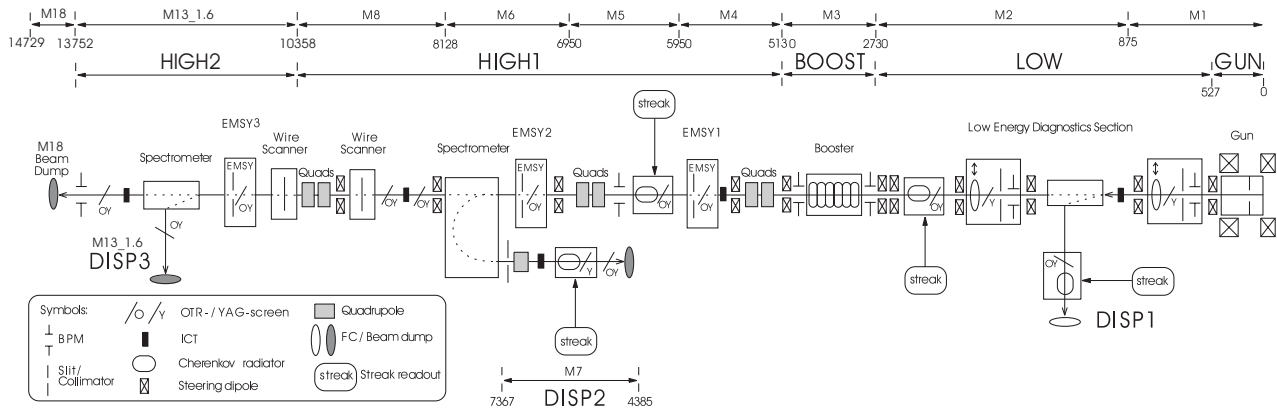 M18 M13_1.6 M8 M6 M5 M4 M3 M2 M1
14729 13752 10358 8128 6950 5950 5130 2730 875
HIGH2 HIGH1 BOOST LOW GUN
527 0
streak
EMSY3 Wire Scanner Wire Scanner EMSY2 EMSY1 Low Energy Diagnostics Section
M18 Beam Dump
Spectrometer
Quads
Spectrometer
Quads
Quads
Booster
Gun
EMSY EMSY EMSY
OY OY OY OY OY OY OY OY OY Y Y
M13_1.6
DISP3
OY
Y OY
OY
streak
streak
DISP1
streak
M7
7367 4385
DISP2
Symbols:
BPM
Slit/
Collimator
O Y OTR- / YAG-screen
ICT
Cherenkov radiator
Steering dipole
Quadrupole
FC / Beam dump
streak Streak readout